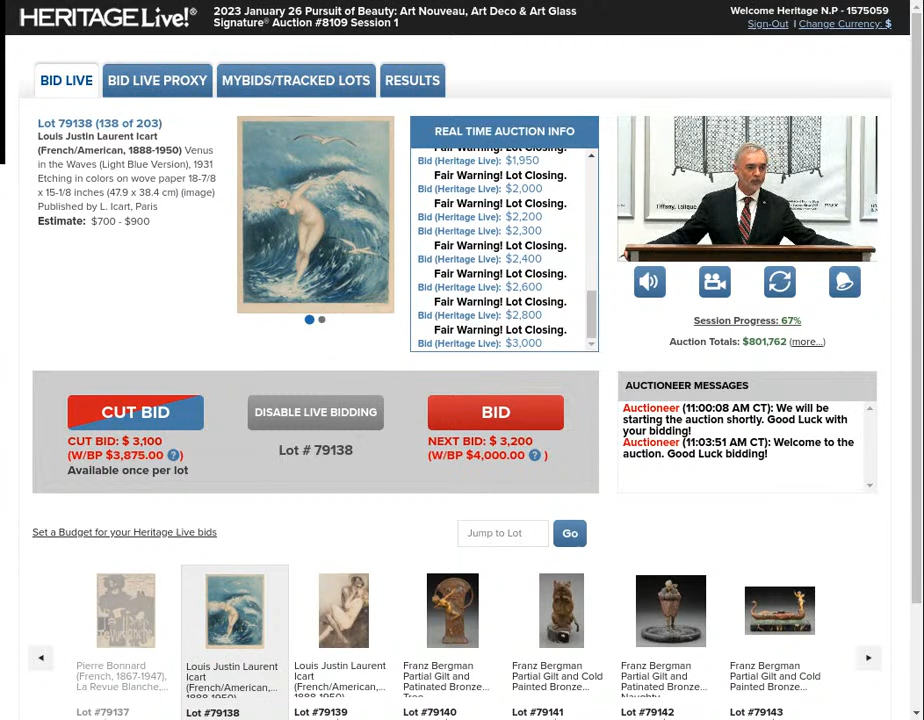 HERITAGE Live!®
2023 January 26 Pursuit of Beauty: Art Nouveau, Art Deco & Art Glass
Signature® Auction #8109 Session 1
Welcome Heritage N.P - 1575059
Sign-Out | Change Currency: $
BID LIVE
BID LIVE PROXY
MYBIDS/TRACKED LOTS
RESULTS
Lot 79138 (138 of 203)
Louis Justin Laurent Icart
(French/American, 1888-1950) Venus
in the Waves (Light Blue Version), 1931
Etching in colors on wove paper 18-7/8
x 15-1/8 inches (47.9 x 38.4 cm) (image)
Published by L. Icart, Paris
Estimate: $700 - $900
REAL TIME AUCTION INFO
Fair Warning! Lot Closing.
Bid (Heritage Live): $1,950
Fair Warning! Lot Closing.
Bid (Heritage Live): $2,000
Fair Warning! Lot Closing.
Bid (Heritage Live): $2,200
Bid (Heritage Live): $2,300
Fair Warning! Lot Closing.
Bid (Heritage Live): $2,400
Fair Warning! Lot Closing.
Bid (Heritage Live): $2,600
Fair Warning! Lot Closing.
Bid (Heritage Live): $2,800
Fair Warning! Lot Closing.
Bid (Heritage Live): $3,000
Tiffany, Lalique
Session Progress: 67%
Auction Totals: $801,762 (more...)
CUT BID
CUT BID: $ 3,100
(W/BP $3,875.00 ?)
Available once per lot
DISABLE LIVE BIDDING
Lot # 79138
BID
NEXT BID: $ 3,200
(W/BP $4,000.00 ? )
AUCTIONEER MESSAGES
Auctioneer (11:00:08 AM CT): We will be
starting the auction shortly. Good Luck with
your bidding!
Auctioneer (11:03:51 AM CT): Welcome to the
auction. Good Luck bidding!
Set a Budget for your Heritage Live bids
Jump to Lot
Go
Pierre Bonnard
(French, 1867-1947),
La Revue Blanche,...
Lot #79137
Louis Justin Laurent
Icart
(French/American,...
1888-1950)
Lot #79138
Louis Justin Laurent
Icart
(French/American,...
1888-1950)
Lot #79139
Franz Bergman
Partial Gilt and
Patinated Bronze...
Tree
Lot #79140
Franz Bergman
Partial Gilt and Cold
Painted Bronze...
Lot #79141
Franz Bergman
Partial Gilt and
Patinated Bronze...
Naughty
Lot #79142
Franz Bergman
Partial Gilt and Cold
Painted Bronze...
Lot #79143